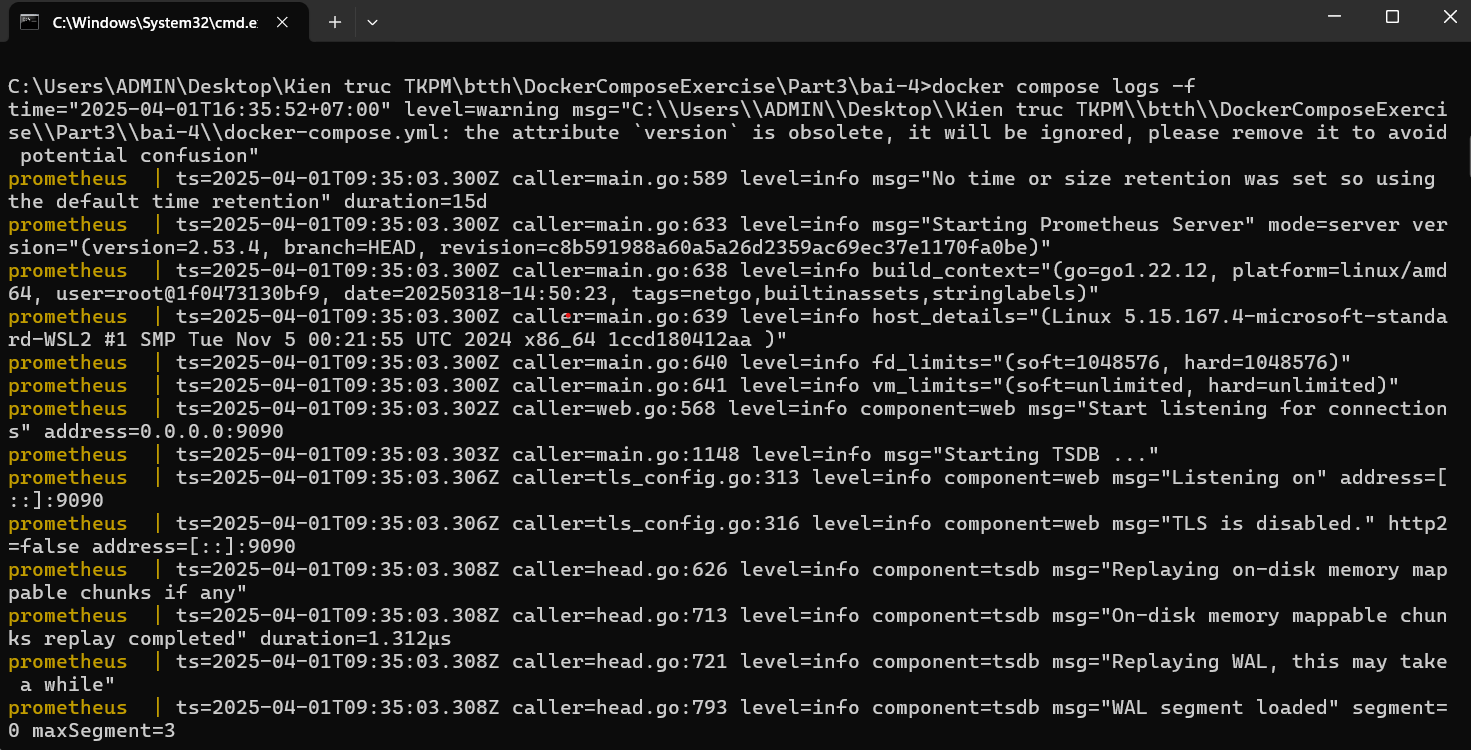 C:\Windows\System32\cmd.e
C:\Users\ADMIN\Desktop\Kien truc TKPM\btth\DockerComposeExercise\Part3\bai-4>docker compose logs -f
time="2025-04-01T16:35:52+07:00" level=warning msg="C:\\Users\\ADMIN\\Desktop\\Kien truc TKPM\\btth\\DockerComposeExerci
se\\Part3\\bai-4\\docker-compose.yml: the attribute `version` is obsolete, it will be ignored, please remove it to avoid
 potential confusion"
prometheus  | ts=2025-04-01T09:35:03.300Z caller=main.go:589 level=info msg="No time or size retention was set so using
the default time retention" duration=15d
prometheus  | ts=2025-04-01T09:35:03.300Z caller=main.go:633 level=info msg="Starting Prometheus Server" mode=server ver
sion="(version=2.53.4, branch=HEAD, revision=c8b591988a60a5a26d2359ac69ec37e1170fa0be)"
prometheus  | ts=2025-04-01T09:35:03.300Z caller=main.go:638 level=info build_context="(go=go1.22.12, platform=linux/amd
64, user=root@1f0473130bf9, date=20250318-14:50:23, tags=netgo,builtinassets,stringlabels)"
prometheus  | ts=2025-04-01T09:35:03.300Z caller=main.go:639 level=info host_details="(Linux 5.15.167.4-microsoft-standa
rd-WSL2 #1 SMP Tue Nov 5 00:21:55 UTC 2024 x86_64 1ccd180412aa )"
prometheus  | ts=2025-04-01T09:35:03.300Z caller=main.go:640 level=info fd_limits="(soft=1048576, hard=1048576)"
prometheus  | ts=2025-04-01T09:35:03.300Z caller=main.go:641 level=info vm_limits="(soft=unlimited, hard=unlimited)"
prometheus  | ts=2025-04-01T09:35:03.302Z caller=web.go:568 level=info component=web msg="Start listening for connection
s" address=0.0.0.0:9090
prometheus  | ts=2025-04-01T09:35:03.303Z caller=main.go:1148 level=info msg="Starting TSDB ..."
prometheus  | ts=2025-04-01T09:35:03.306Z caller=tls_config.go:313 level=info component=web msg="Listening on" address=[
::]:9090
prometheus  | ts=2025-04-01T09:35:03.306Z caller=tls_config.go:316 level=info component=web msg="TLS is disabled." http2
=false address=[::]:9090
prometheus  | ts=2025-04-01T09:35:03.308Z caller=head.go:626 level=info component=tsdb msg="Replaying on-disk memory map
pable chunks if any"
prometheus  | ts=2025-04-01T09:35:03.308Z caller=head.go:713 level=info component=tsdb msg="On-disk memory mappable chun
ks replay completed" duration=1.312µs
prometheus  | ts=2025-04-01T09:35:03.308Z caller=head.go:721 level=info component=tsdb msg="Replaying WAL, this may take
 a while"
prometheus  | ts=2025-04-01T09:35:03.308Z caller=head.go:793 level=info component=tsdb msg="WAL segment loaded" segment=
0 maxSegment=3